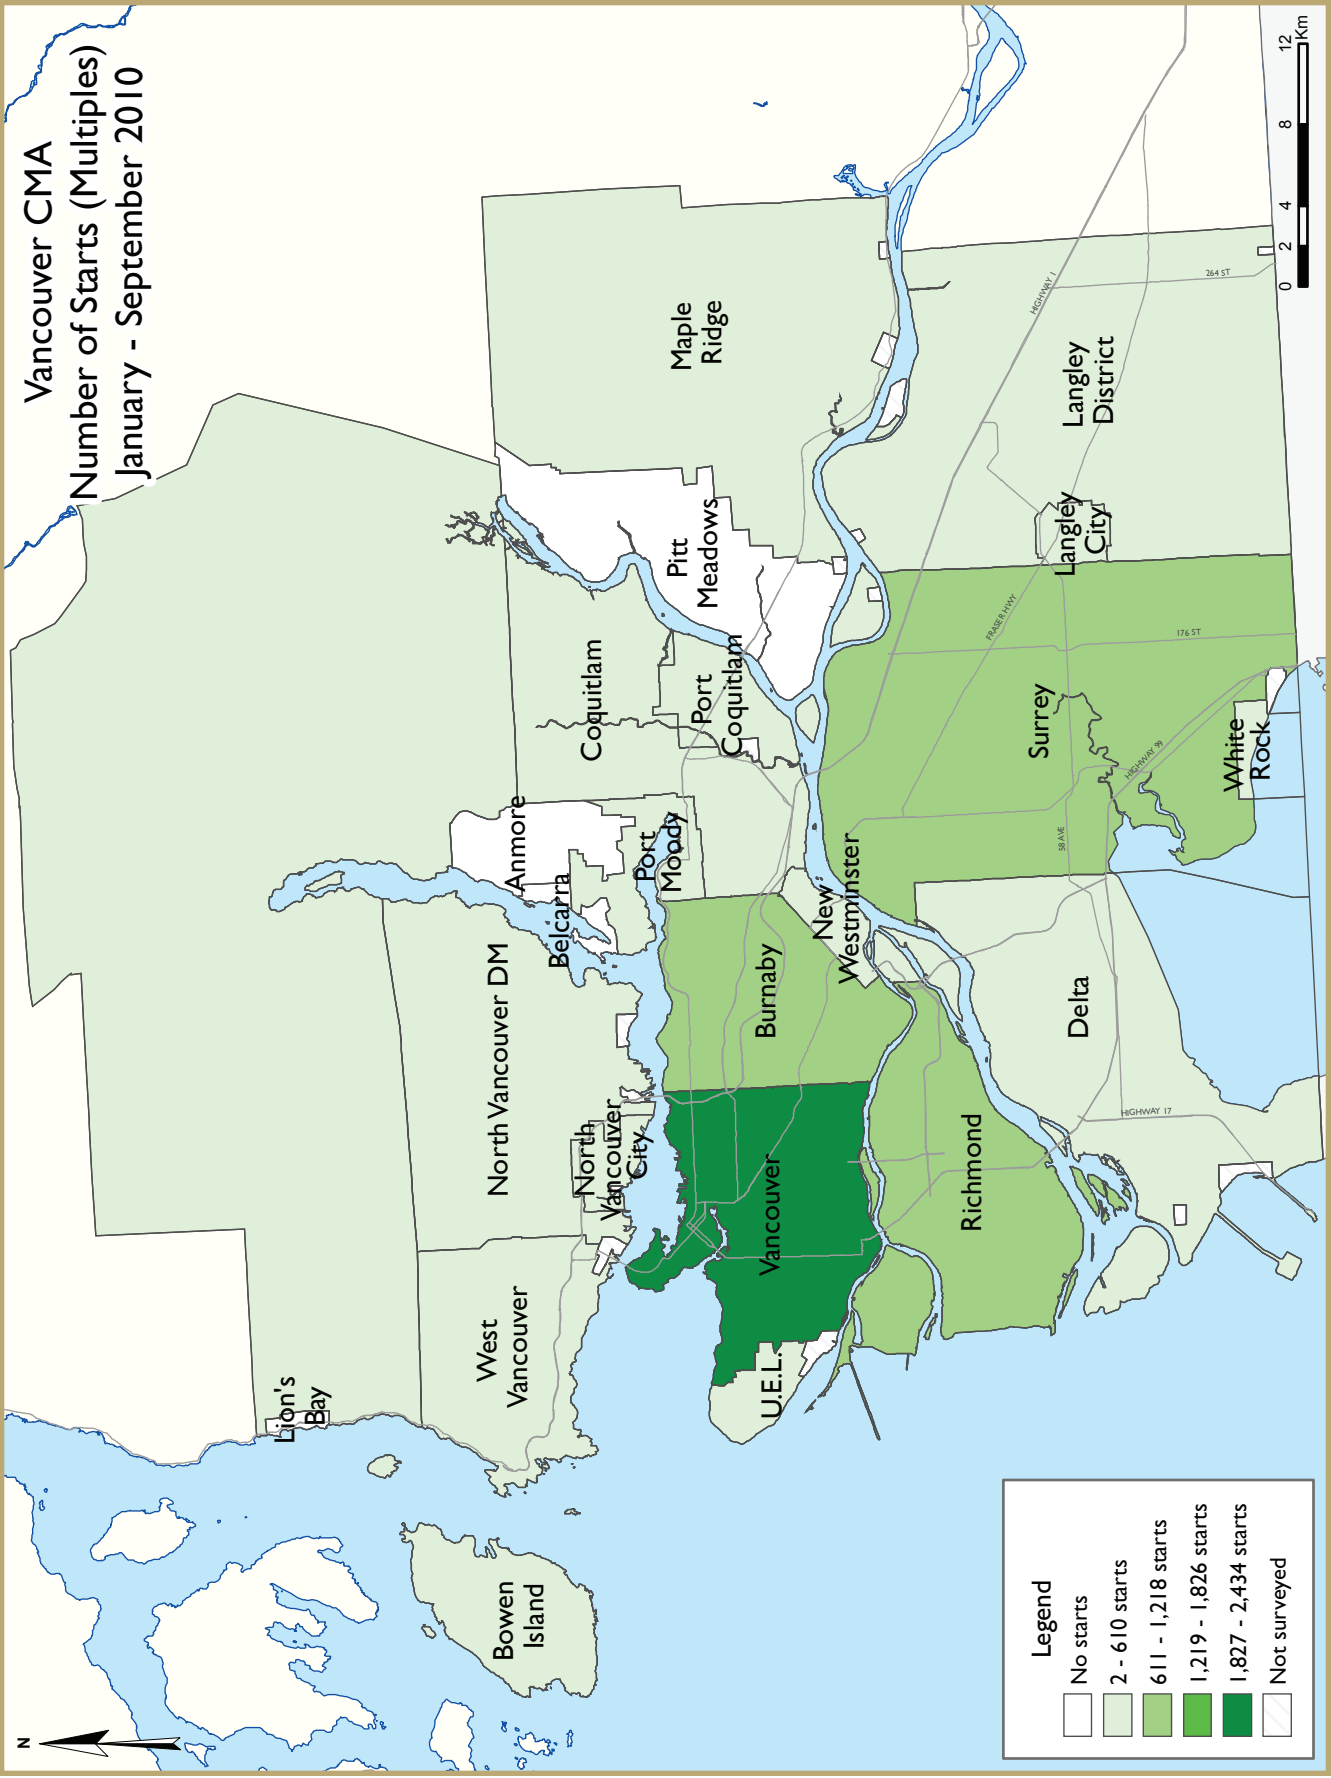 Vancouver CMA
Number of Starts (Multiples)
January - September 2010
N
Lion's
Bay
Bowen
Island
West
Vancouver
North Vancouver DM
North
Vancouver
City
Belcarra
Anmore
Port
Moody
Coquitlam
Port
Coquitlam
Pitt
Meadows
Maple
Ridge
U.E.L.
Vancouver
Burnaby
New
Westminster
Richmond
Delta
Surrey
White
Rock
Langley
City
Langley
District
HIGHWAY 1
264 ST
FRASER HWY
176 ST
HIGHWAY 99
58 AVE
HIGHWAY 17
Legend
No starts
2 - 610 starts
611 - 1,218 starts
1,219 - 1,826 starts
1,827 - 2,434 starts
Not surveyed
0 2 4 8 12
Km